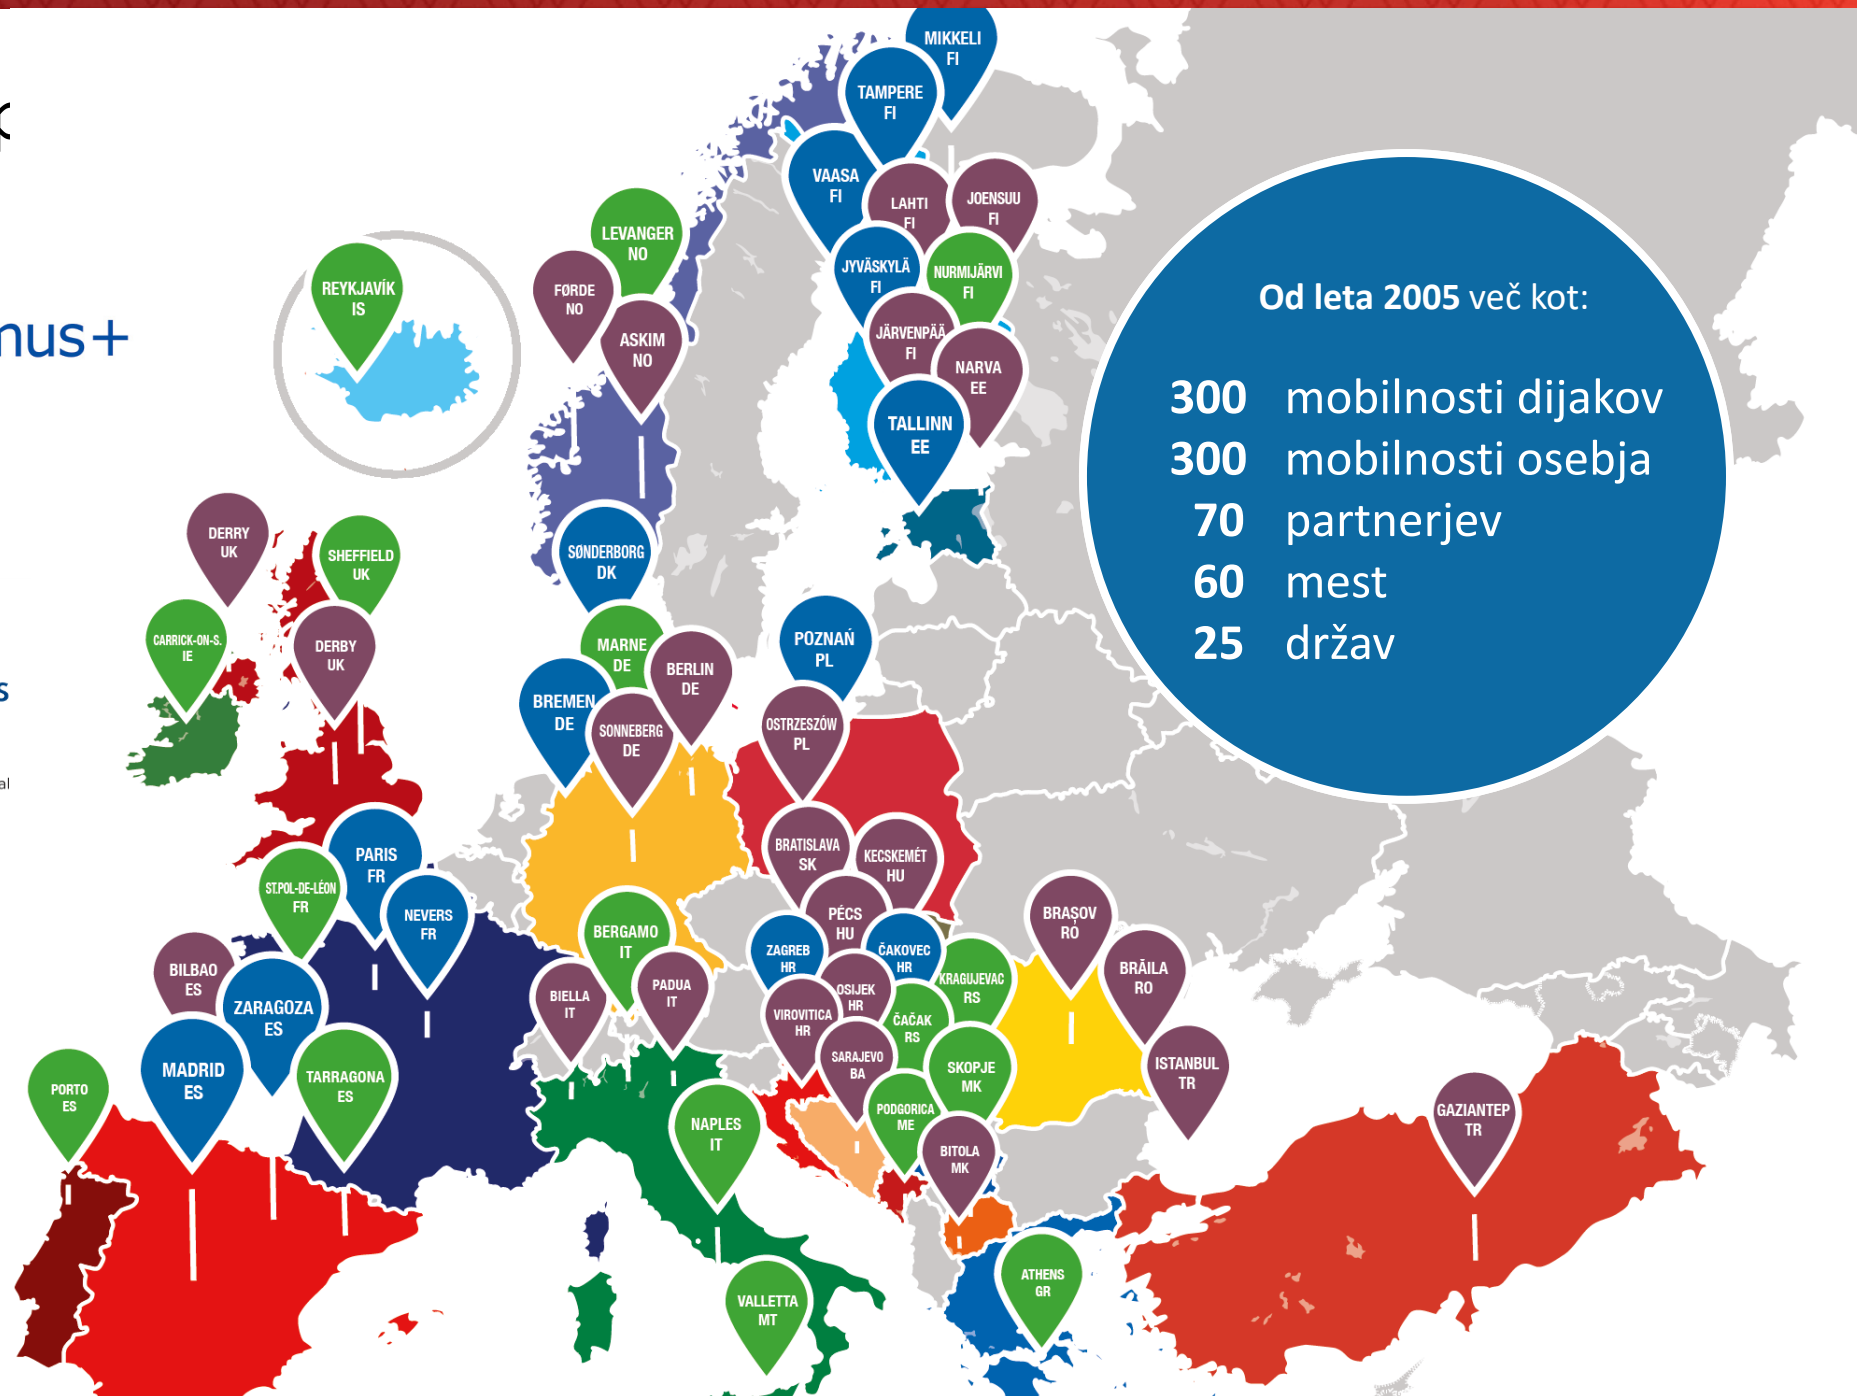 MIKKELI
FI
TAMPERE
FI
VAASA
FI
LAHTI
FI
JOENSUU
FI
LEVANGER
NO
JYVÄSKYLÄ
FI
NURMIJÄRVI
FI
REYKJAVÍK
IS
FØRDE
NO
ASKIM
NO
JÄRVENPÄÄ
FI
NARVA
EE
TALLINN
EE
Od leta 2005 več kot:
300 mobilnosti dijakov
300 mobilnosti osebja
70 partnerjev
60 mest
25 držav
mus+
DERRY
UK
SHEFFIELD
UK
SØNDERBORG
DK
CARRICK-ON-S.
IE
DERBY
UK
MARNE
DE
BERLIN
DE
POZNAŃ
PL
s
BREMEN
DE
SONNEBERG
DE
OSTRZESZÓW
PL
al
PARIS
FR
BRATISLAVA
SK
KECSKEMÉT
HU
ST.POL-DE-LÉON
FR
NEVERS
FR
PÉCS
HU
BRAȘOV
RO
BERGAMO
IT
ZAGREB
HR
ČAKOVEC
HR
BILBAO
ES
BRĂILA
RO
KRAGUJEVAC
RS
BIELLA
IT
PADUA
IT
OSIJEK
HR
ZARAGOZA
ES
VIROVITICA
HR
ČAČAK
RS
MADRID
ES
TARRAGONA
ES
SARAJEVO
BA
SKOPJE
MK
ISTANBUL
TR
PORTO
ES
PODGORICA
ME
GAZIANTEP
TR
NAPLES
IT
BITOLA
MK
ATHENS
GR
VALLETTA
MT